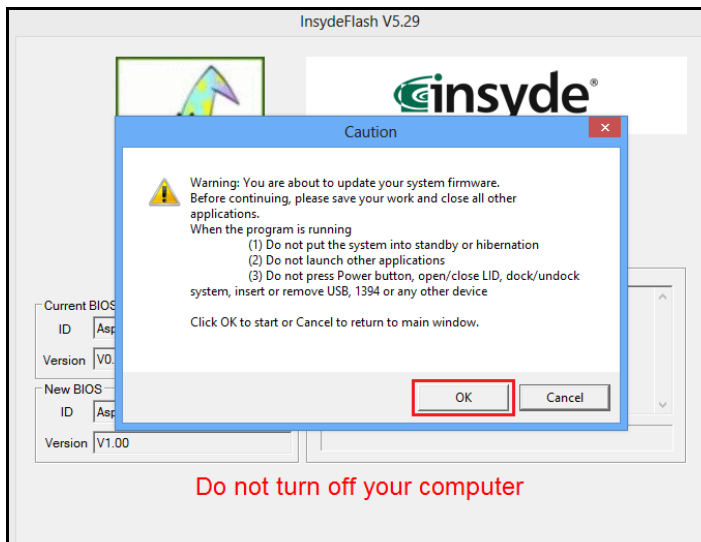 InsydeFlash V5.29
insyde®
Caution
Warning: You are about to update your system firmware.
Before continuing, please save your work and close all other
applications.
When the program is running
(1) Do not put the system into standby or hibernation
(2) Do not launch other applications
(3) Do not press Power button, open/close LID, dock/undock
system, insert or remove USB, 1394 or any other device
Click OK to start or Cancel to return to main window.
OK
Cancel
Current BIOS
ID Asp
Version V0.
New BIOS
ID Asp
Version V1.00
Do not turn off your computer